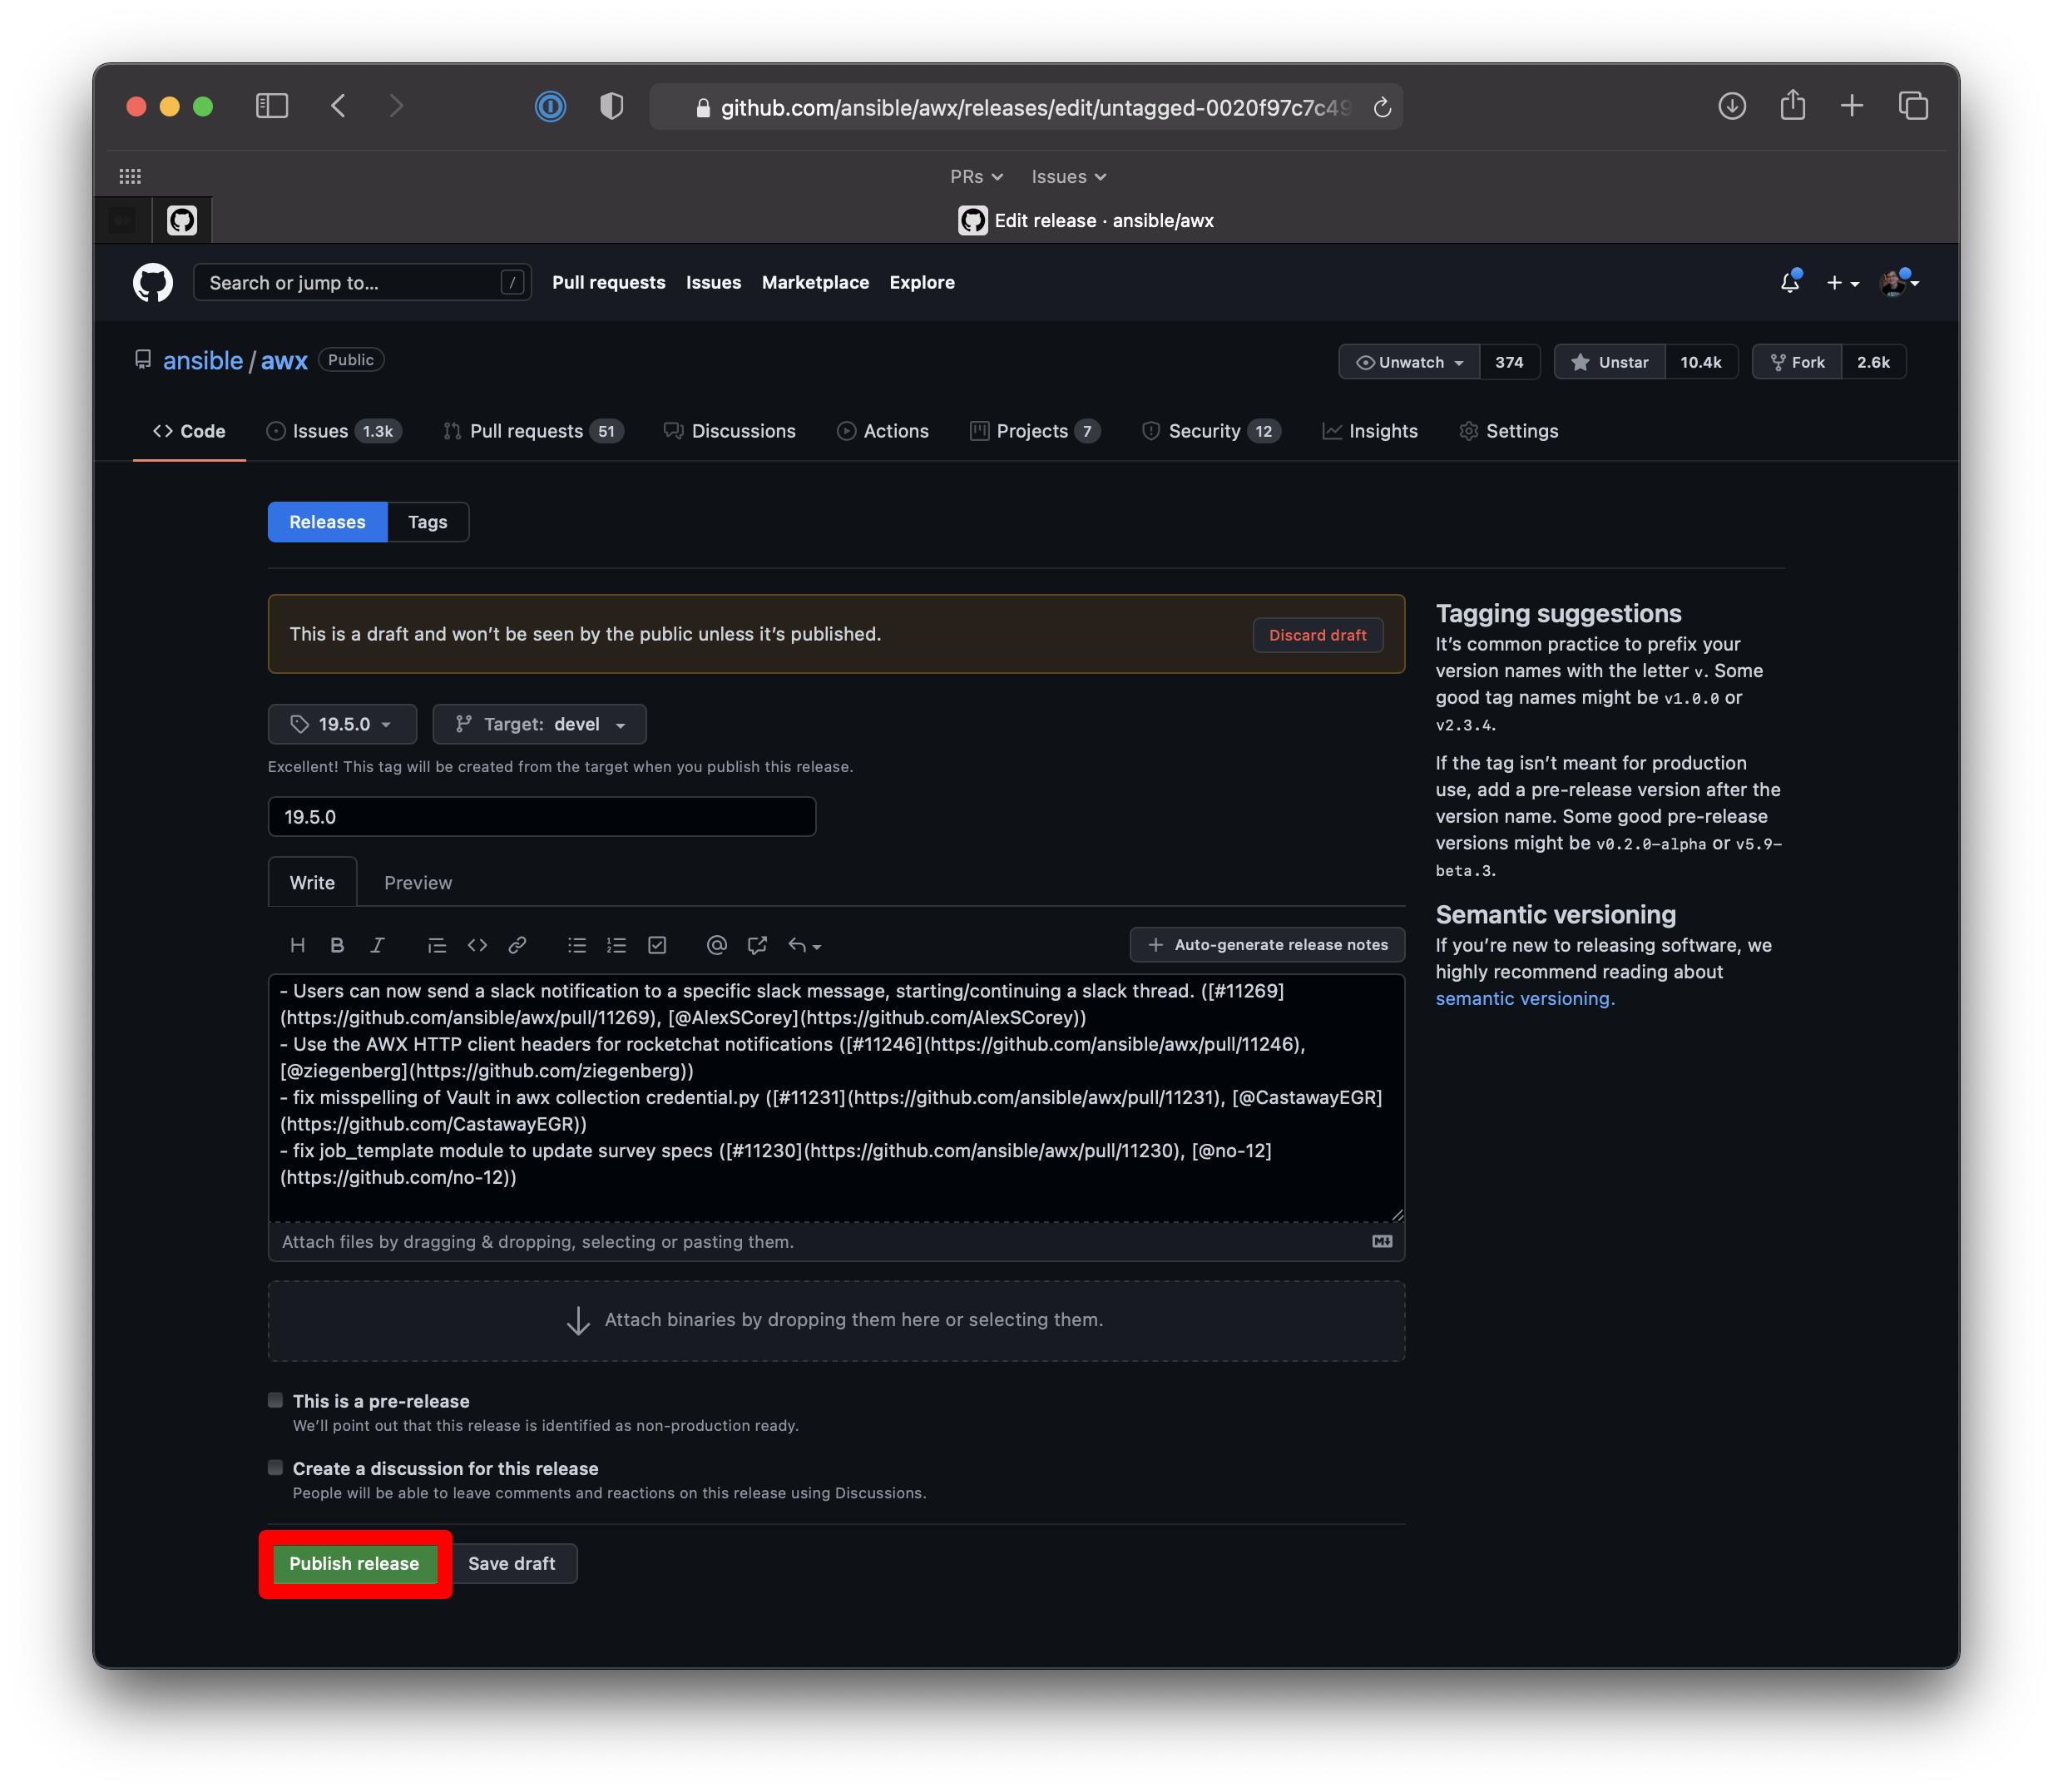 github.com/ansible/awx/releases/edit/untagged-0020f97c7c49
PRs Issues
Edit release · ansible/awx
Search or jump to... /
Pull requests Issues Marketplace Explore
ansible / awx Public
Unwatch 374 Unstar 10.4k Fork 2.6k
Code Issues 1.3k Pull requests 51 Discussions Actions Projects 7 Security 12 Insights Settings
Releases Tags
This is a draft and won’t be seen by the public unless it’s published.
Discard draft
19.5.0 Target: devel
Excellent! This tag will be created from the target when you publish this release.
19.5.0
Write Preview
H B I
Auto-generate release notes
- Users can now send a slack notification to a specific slack message, starting/continuing a slack thread. ([#11269]
(https://github.com/ansible/awx/pull/11269), [@AlexSCorey](https://github.com/AlexSCorey))
- Use the AWX HTTP client headers for rocketchat notifications ([#11246](https://github.com/ansible/awx/pull/11246),
[@ziegenberg](https://github.com/ziegenberg))
- fix misspelling of Vault in awx collection credential.py ([#11231](https://github.com/ansible/awx/pull/11231), [@CastawayEGR]
(https://github.com/CastawayEGR))
- fix job_template module to update survey specs ([#11230](https://github.com/ansible/awx/pull/11230), [@no-12]
(https://github.com/no-12))
Attach files by dragging & dropping, selecting or pasting them.
Attach binaries by dropping them here or selecting them.
This is a pre-release
We’ll point out that this release is identified as non-production ready.
Create a discussion for this release
People will be able to leave comments and reactions on this release using Discussions.
Publish release Save draft
Tagging suggestions
It’s common practice to prefix your
version names with the letter v. Some
good tag names might be v1.0.0 or
v2.3.4.
If the tag isn’t meant for production
use, add a pre-release version after the
version name. Some good pre-release
versions might be v0.2.0-alpha or v5.9-
beta.3.
Semantic versioning
If you’re new to releasing software, we
highly recommend reading about
semantic versioning.